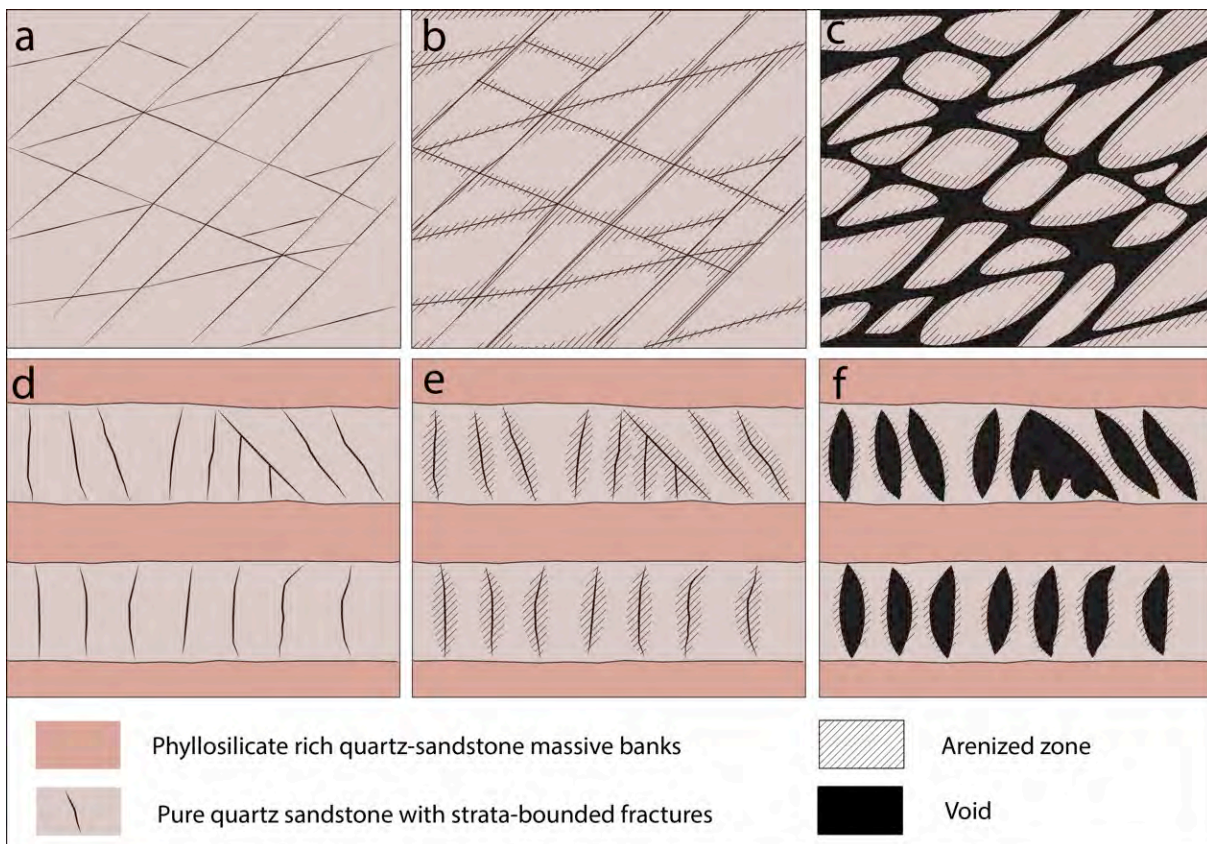 a
b
c
d
e
f
Phyllosilicate rich quartz-sandstone massive banks
Arenized zone
Pure quartz sandstone with strata-bounded fractures
Void